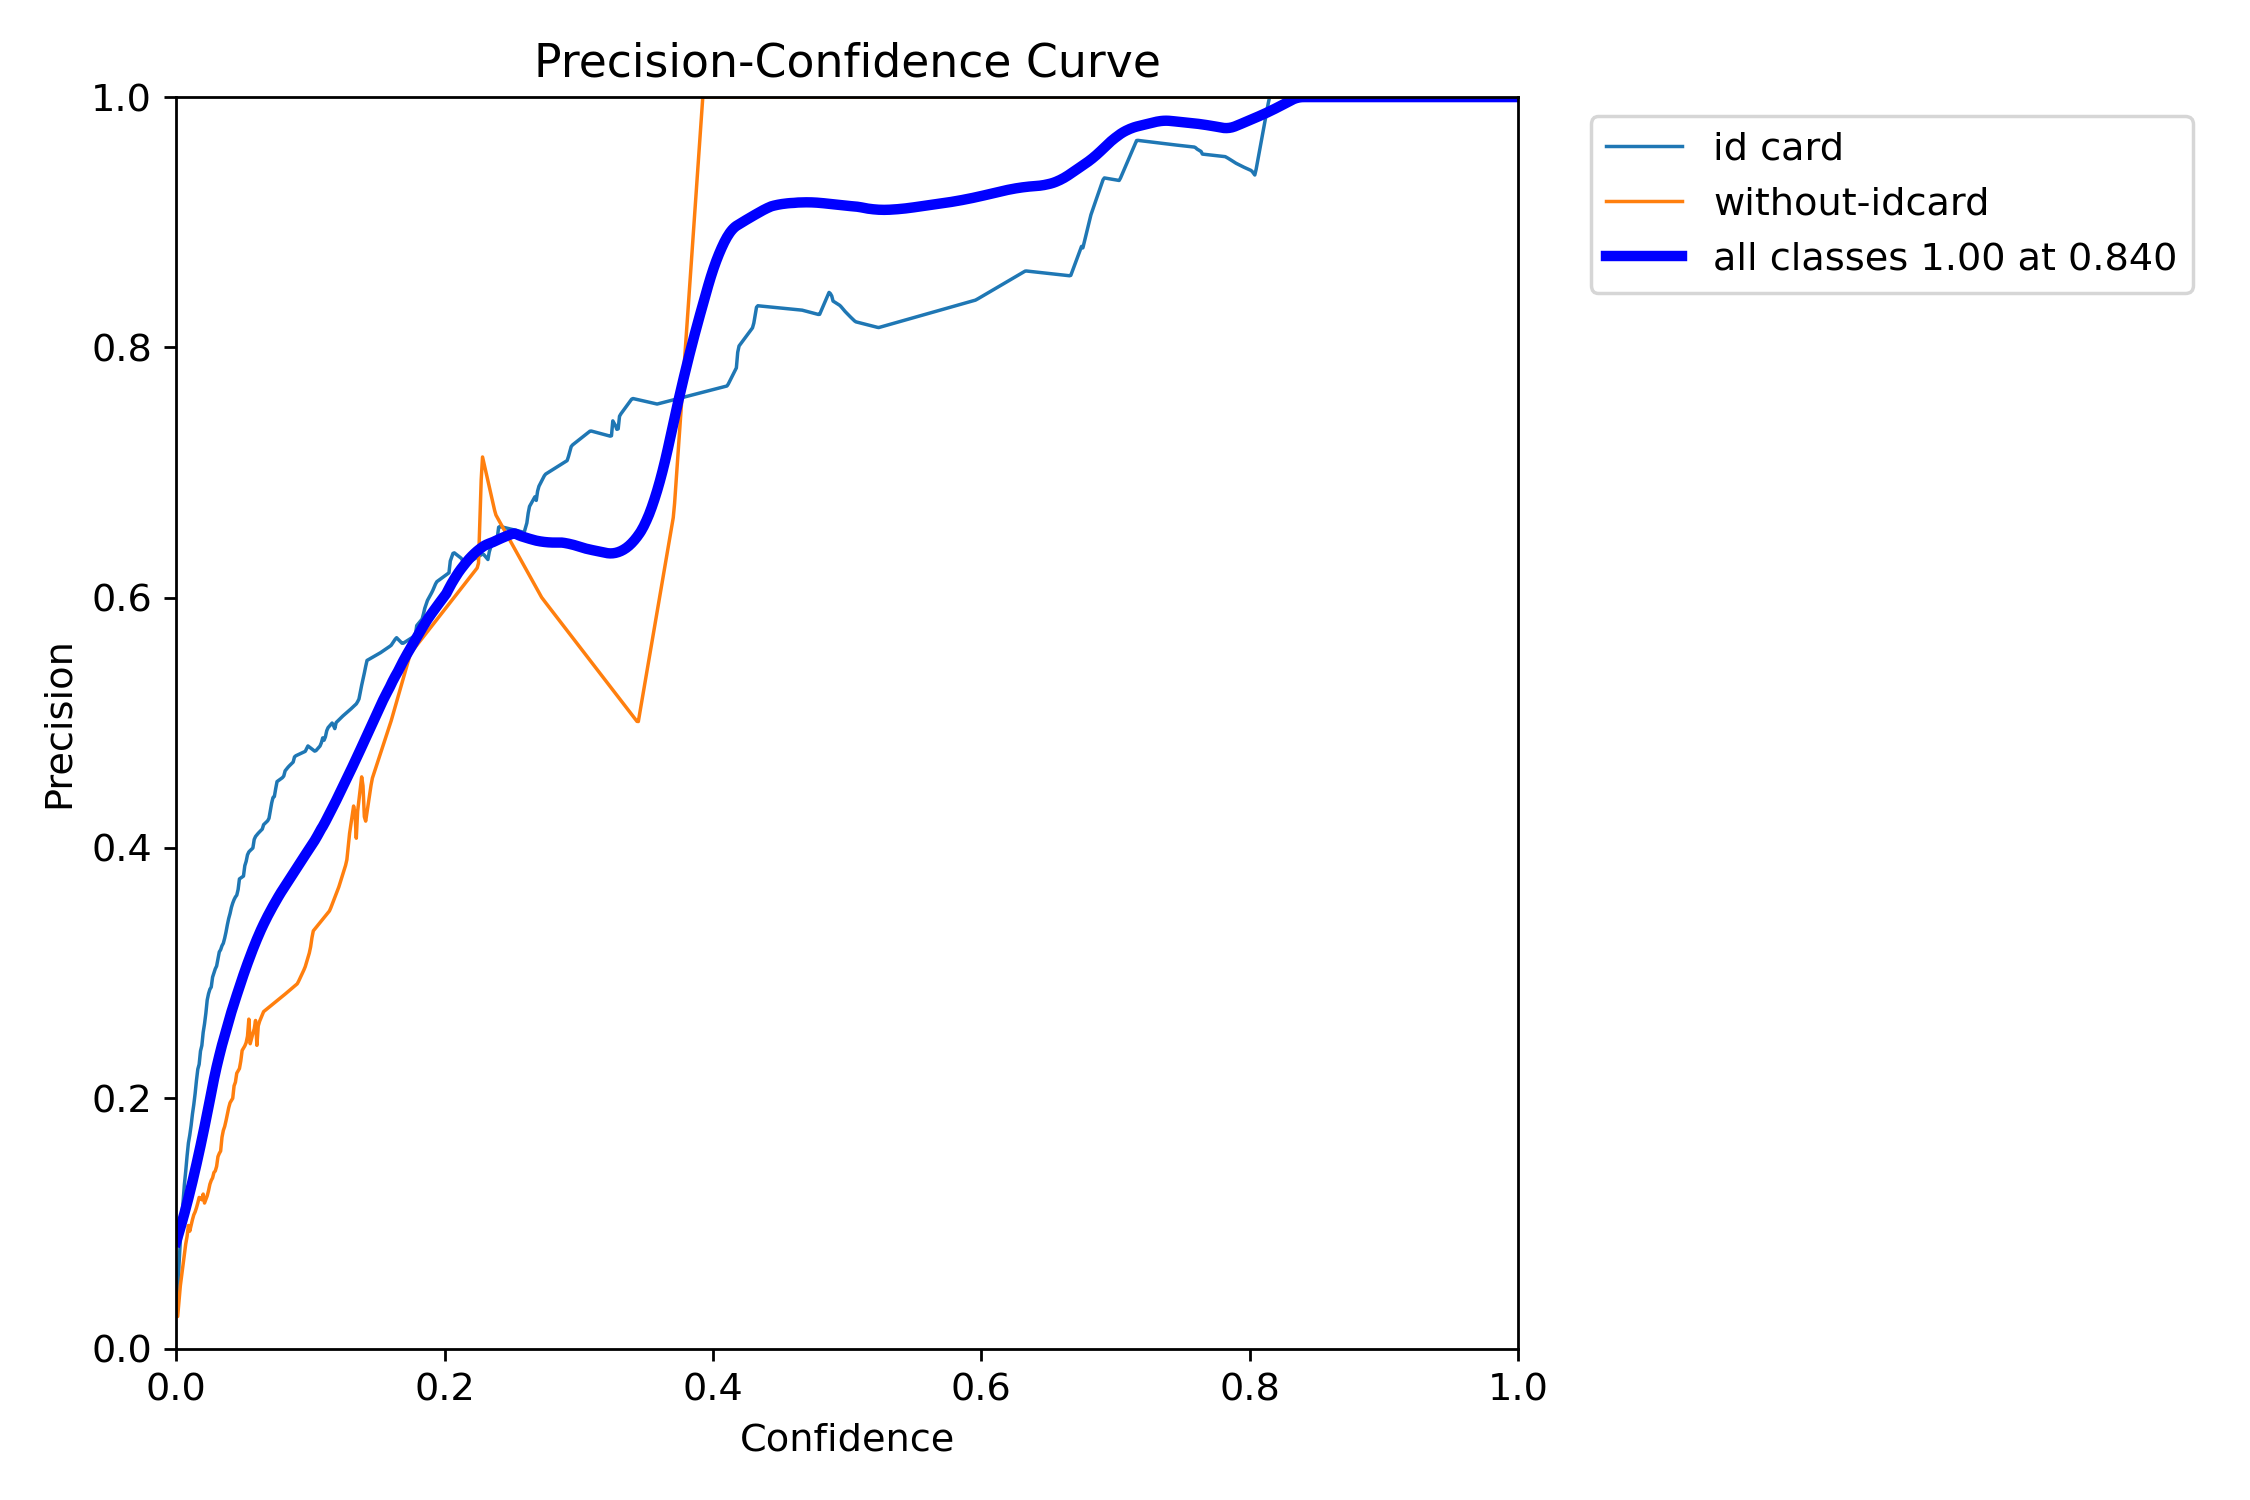 Precision-Confidence Curve
1.0
0.8
0.6
0.4
0.2
0.0
Precision
0.0 0.2 0.4 0.6 0.8 1.0
Confidence
id card
without-idcard
all classes 1.00 at 0.840